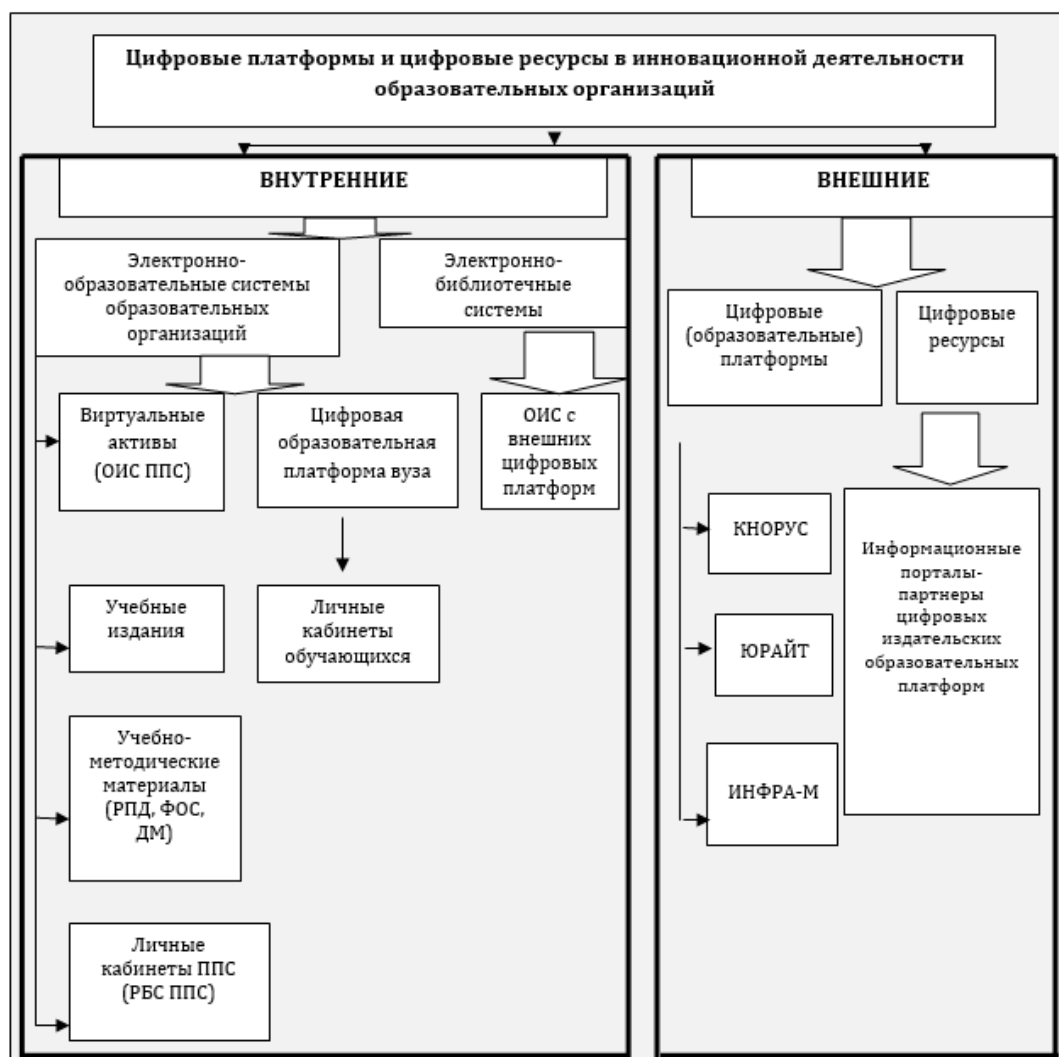 Цифровые платформы и цифровые ресурсы в инновационной деятельности
образовательных организаций
ВНУТРЕННИЕ
ВНЕШНИЕ
Электронно-
образовательные системы
образовательных
организаций
Электронно-
библиотечные
системы
Цифровые
(образовательные)
платформы
Цифровые
ресурсы
Виртуальные
активы
(ОИС ППС)
Цифровая
образовательная
платформа вуза
ОИС с
внешних
цифровых
платформ
КНОРУС
Информационные
порталы-
партнеры
цифровых
издательских
образовательных
платформ
Учебные
издания
Личные
кабинеты
обучающихся
ЮРАЙТ
Учебно-
методические
материалы
(РПД, ФОС,
ДМ)
ИНФРА-М
Личные
кабинеты ППС
(РБС ППС)